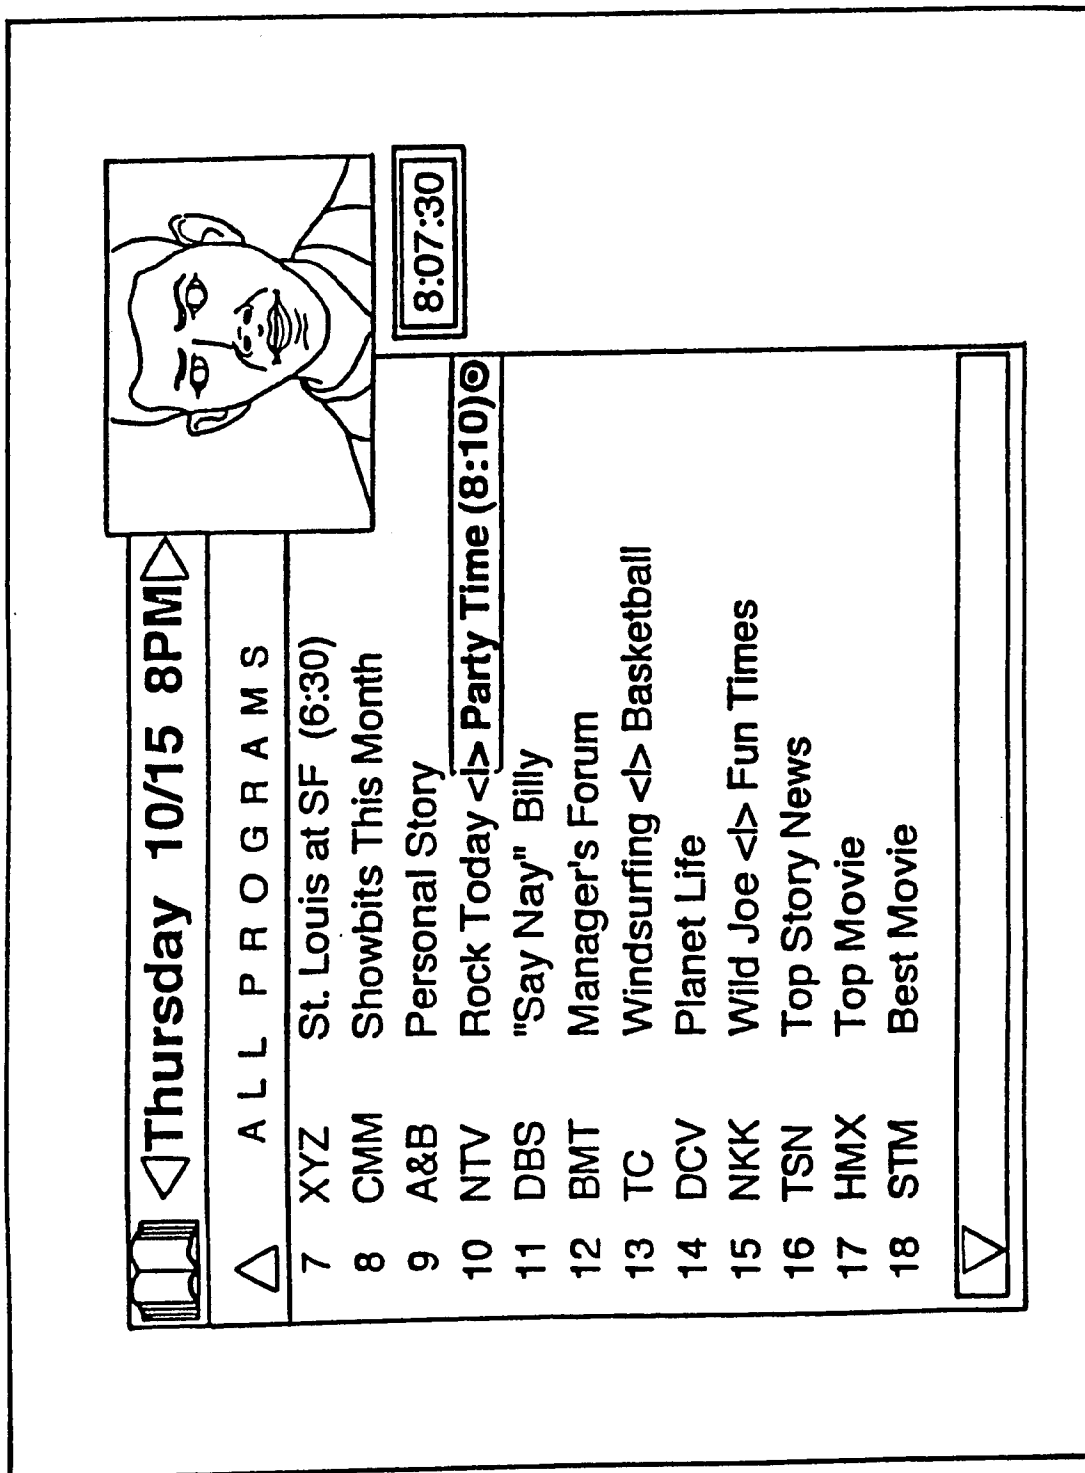 Thursday 10/15 8PM
ALL PROGRAMS
8:07:30
7 XYZ St. Louis at SF (6:30)
8 CMM Showbits This Month
9 A&B Personal Story
10 NTV Rock Today <I> Party Time (8:10)
11 DBS "Say Nay" Billy
12 BMT Manager's Forum
13 TC Windsurfing <I> Basketball
14 DCV Planet Life
15 NKK Wild Joe <I> Fun Times
16 TSN Top Story News
17 HMX Top Movie
18 STM Best Movie